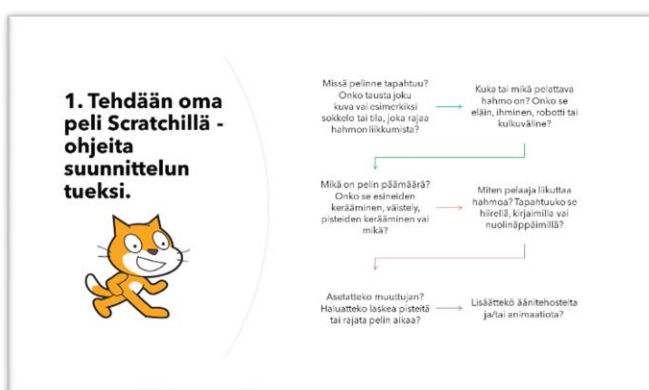 1. Tehdään oma
peli Scratchillä -
ohjeita
suunnittelun
tueksi.
Missä pelinne tapahtuu?
Onko tausta joku
kuva vai esimerkiksi
sokkelo tai tila, joka rajaa
hahmon liikkumista?
Kuka tai mikä pelattava
hahmo on? Onko se
eläin, ihminen, robotti tai
kulkuväline?
Mikä on pelin päämäärä?
Onko se esineiden
kerääminen, väistely,
pisteiden kerääminen vai
mikä?
Miten pelaaja liikuttaa
hahmoa? Tapahtuuko se
hiirellä, kirjaimilla vai
nuolinäppäimillä?
Asetatteko muuttujan?
Haluatteko laskea pisteitä
tai rajata pelin aikaa?
Lisäättekö äänitehosteita
ja/tai animaatiota?